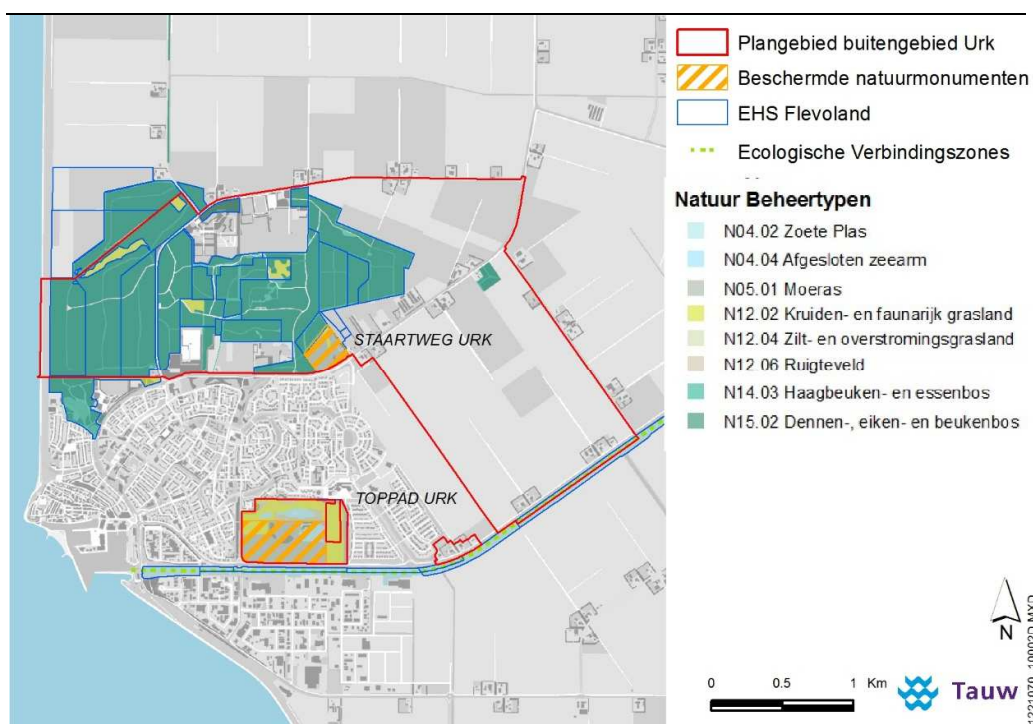 Plangebied buitengebied Urk
Beschermde natuurmonumenten
EHS Flevoland
Ecologische Verbindingszones
Natuur Beheertypen
N04.02 Zoete Plas
N04.04 Afgesloten zeearm
N05.01 Moeras
N12.02 Kruiden- en faunarijk grasland
N12.04 Zilt- en overstromingsgrasland
N12.06 Ruigteveld
N14.03 Haagbeuken- en essenbos
N15.02 Dennen-, eiken- en beukenbos
STAARTWEG URK
TOPPAD URK
N
0 0.5 1 Km
Tauw